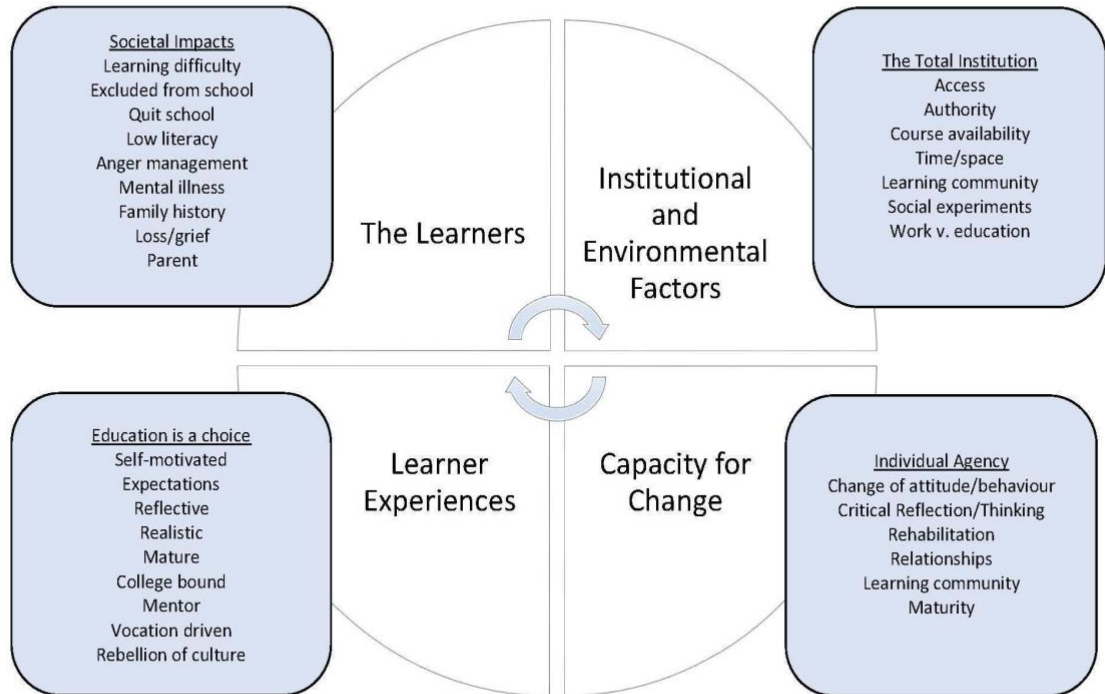 Societal Impacts
Learning difficulty
Excluded from school
Quit school
Low literacy
Anger management
Mental illness
Family history
Loss/grief
Parent
The Learners
Institutional
and
Environmental
Factors
The Total Institution
Access
Authority
Course availability
Time/space
Learning community
Social experiments
Work v. education
Education is a choice
Self-motivated
Expectations
Reflective
Realistic
Mature
College bound
Mentor
Vocation driven
Rebellion of culture
Learner
Experiences
Capacity for
Change
Individual Agency
Change of attitude/behaviour
Critical Reflection/Thinking
Rehabilitation
Relationships
Learning community
Maturity